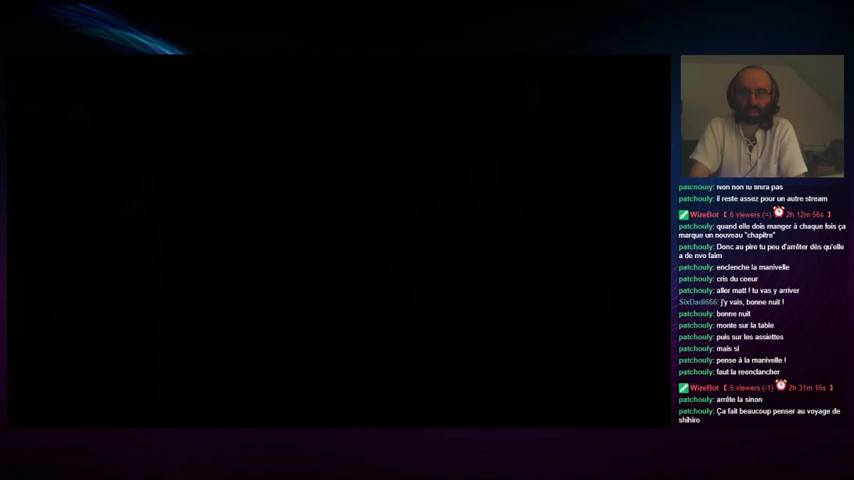 patchouly: Non non tu finira pas
patchouly: il reste assez pour un autre stream
WizeBot 【 6 viewers (=) 2h 12m 56s 】
patchouly: quand elle dois manger à chaque fois ça
marque un nouveau "chapitre"
patchouly: Donc au pire tu peu d'arrêter dès qu'elle
a de nvo faim
patchouly: enclenche la manivelle
patchouly: cris du coeur
patchouly: aller matt ! tu vas y arriver
SixDadi666: j'y vais, bonne nuit !
patchouly: bonne nuit
patchouly: monte sur la table
patchouly: puis sur les assiettes
patchouly: mais si
patchouly: pense à la manivelle !
patchouly: faut la reenclancher
WizeBot 【 5 viewers (-1) 2h 31m 16s 】
patchouly: arrête la sinon
patchouly: Ça fait beaucoup penser au voyage de
shihiro